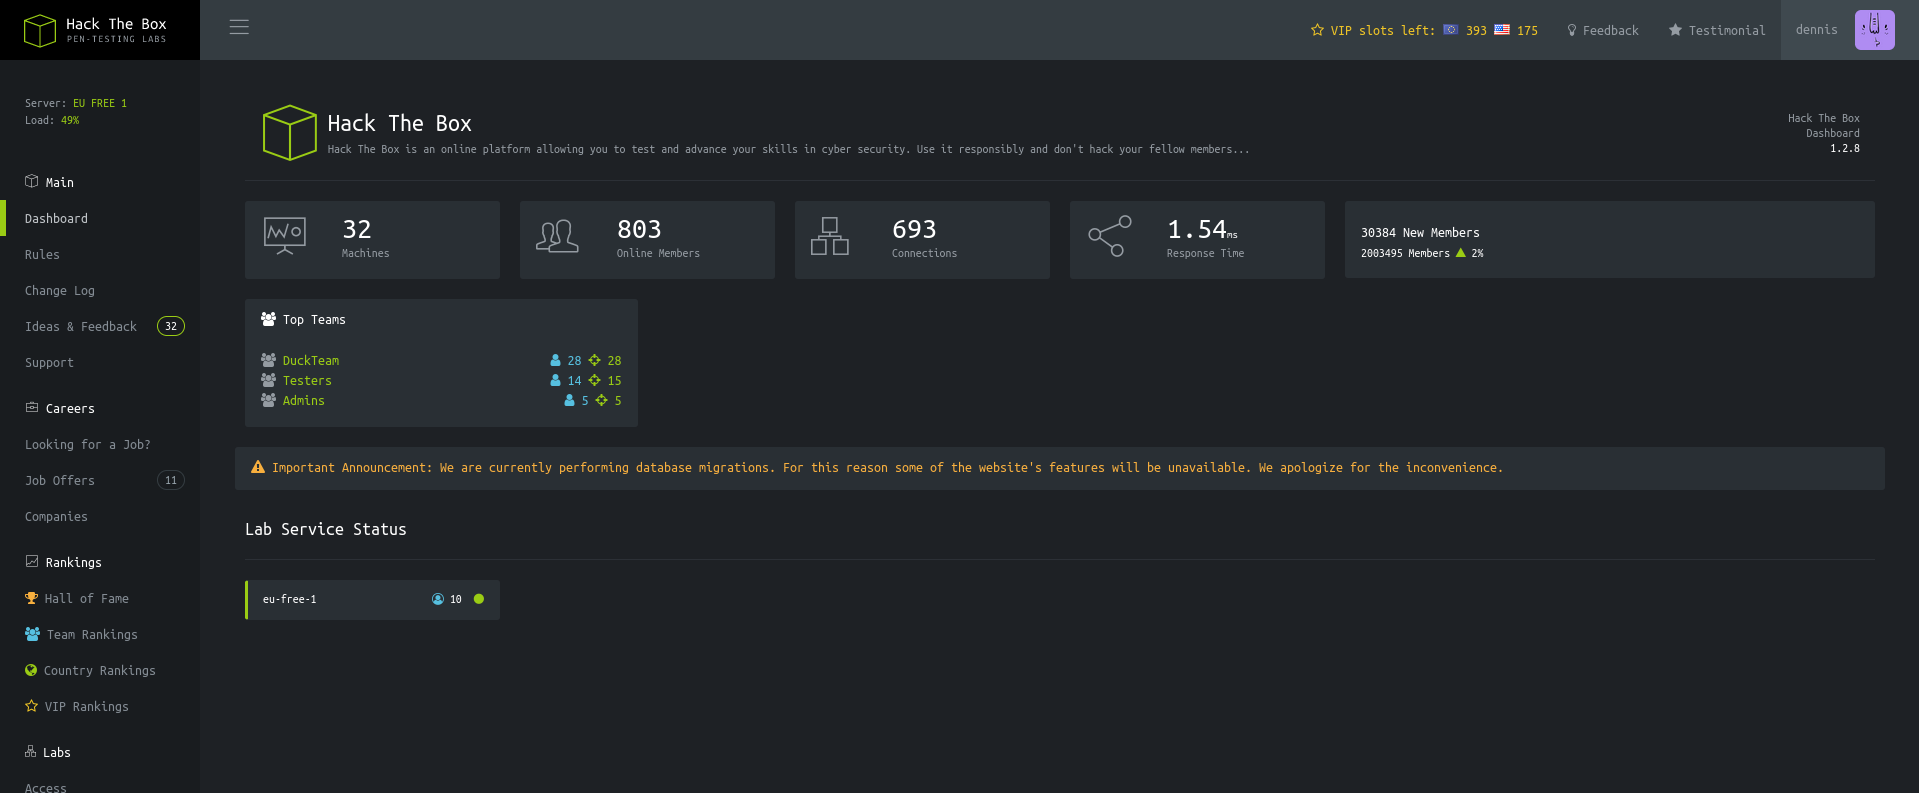 Hack The Box
PEN-TESTING LABS
VIP slots left: 393 175
Feedback
Testimonial
dennis
Server: EU FREE 1
Load: 49%
Main
Dashboard
Rules
Change Log
Ideas & Feedback 32
Support
Careers
Looking for a Job?
Job Offers 11
Companies
Rankings
Hall of Fame
Team Rankings
Country Rankings
VIP Rankings
Labs
Access
Hack The Box
Hack The Box is an online platform allowing you to test and advance your skills in cyber security. Use it responsibly and don't hack your fellow members...
Hack The Box
Dashboard
1.2.8
32
Machines
803
Online Members
693
Connections
1.54ms
Response Time
30384 New Members
2003495 Members 2%
Top Teams
DuckTeam 28 28
Testers 14 15
Admins 5 5
Important Announcement: We are currently performing database migrations. For this reason some of the website's features will be unavailable. We apologize for the inconvenience.
Lab Service Status
eu-free-1 10